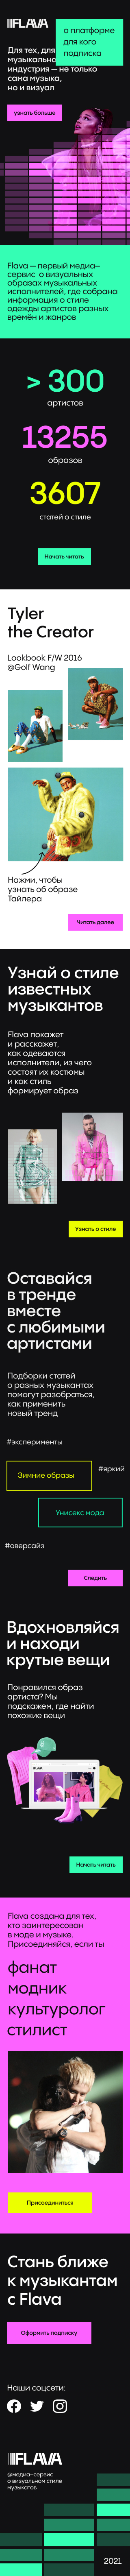 FLAVA
о платформе
для кого
подписка
Для тех, для
музыкальная
индустрия — не только
сама музыка,
но и визуал
узнать больше
Flava — первый медиа—
сервис о визуальных
образах музыкальных
исполнителей, где собрана
информация о стиле
одежды артистов разных
времён и жанров
> 300
артистов
13255
образов
3607
статей о стиле
Начать читать
Tyler
the Creator
Lookbook F/W 2016
@Golf Wang
Нажми, чтобы
узнать об образе
Тайлера
Читать далее
Узнай о стиле
известных
музыкантов
Flava покажет
и расскажет,
как одеваются
исполнители, из чего
состоят их костюмы
и как стиль
формирует образ
Узнать о стиле
Оставайся
в тренде
вместе
с любимыми
артистами
Подборки статей
о разных музыкантах
помогут разобраться,
как применить
новый тренд
#эксперименты
#яркий
Зимние образы
Унисекс мода
#оверсайз
Следить
Вдохновляйся
и находи
крутые вещи
Понравился образ
артиста? Мы
подскажем, где найти
похожие вещи
FLAVA
Начать читать
Flava создана для тех,
кто заинтересован
в моде и музыке.
Присоединяйся, если ты
фанат
модник
культуролог
стилист
Присоединиться
Стань ближе
к музыкантам
с Flava
Оформить подписку
Наши соцсети:
FLAVA
@медиа-сервис
о визуальном стиле
музыкатов
2021